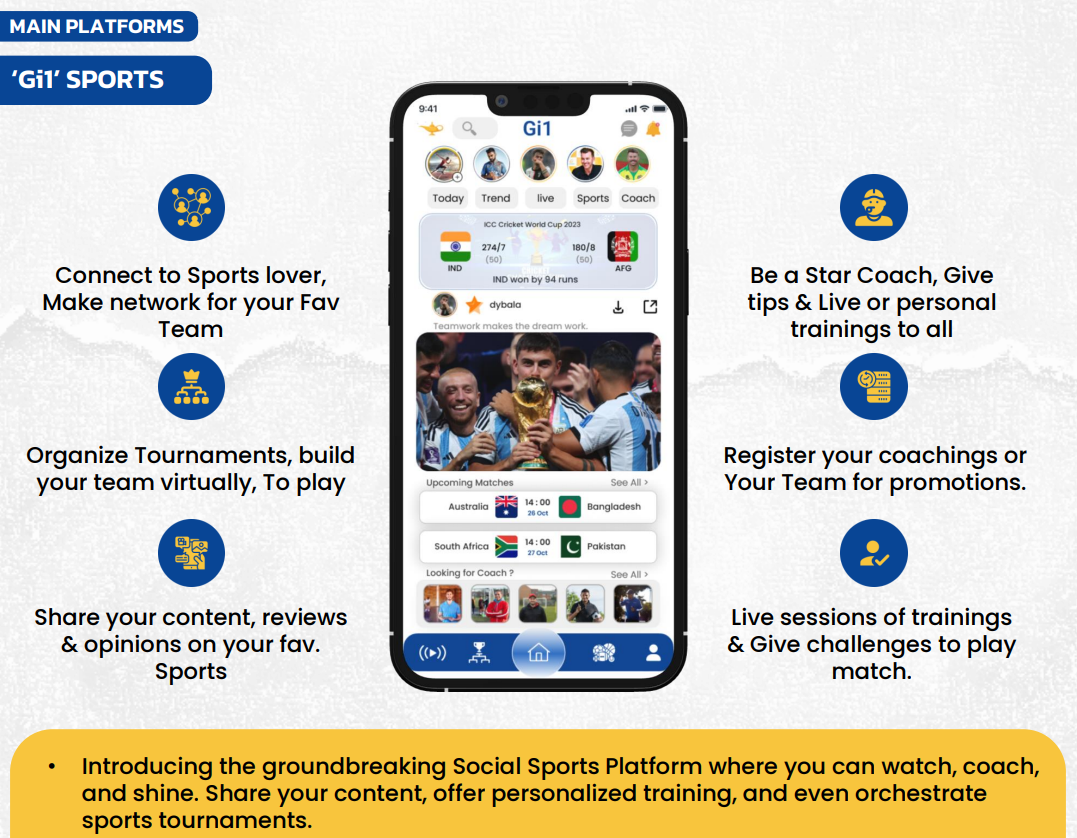 MAIN PLATFORMS
‘Gi1’ SPORTS
Connect to Sports lover,
Make network for your Fav
Team
Organize Tournaments, build
your team virtually, To play
Share your content, reviews
& opinions on your fav.
Sports
9:41
Gi1
Today Trend live Sports Coach
ICC Cricket World Cup 2023
274/7 180/8
(50) (50)
IND AFG
IND won by 94 runs
dybala
Teamwork makes the dream work.
Upcoming Matches See All >
Australia 14:00 Bangladesh
26 Oct
South Africa 14:00 Pakistan
27 Oct
Looking for Coach ? See All >
Be a Star Coach, Give
tips & Live or personal
trainings to all
Register your coachings or
Your Team for promotions.
Live sessions of trainings
& Give challenges to play
match.
• Introducing the groundbreaking Social Sports Platform where you can watch, coach,
and shine. Share your content, offer personalized training, and even orchestrate
sports tournaments.